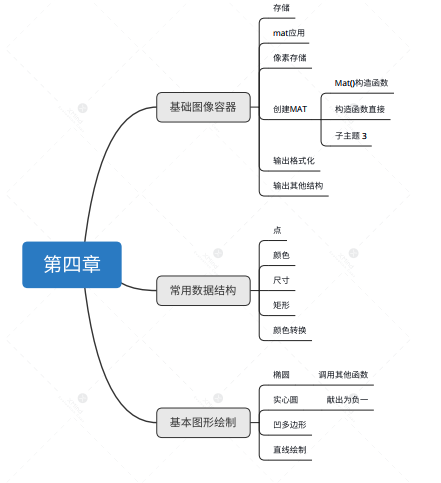 存储
mat应用
像素存储
基础图像容器
创建MAT
Mat()构造函数
构造函数直接
子主题 3
输出格式化
输出其他结构
第四章
常用数据结构
点
颜色
尺寸
矩形
颜色转换
基本图形绘制
椭圆
调用其他函数
实心圆
献出为负一
凹多边形
直线绘制